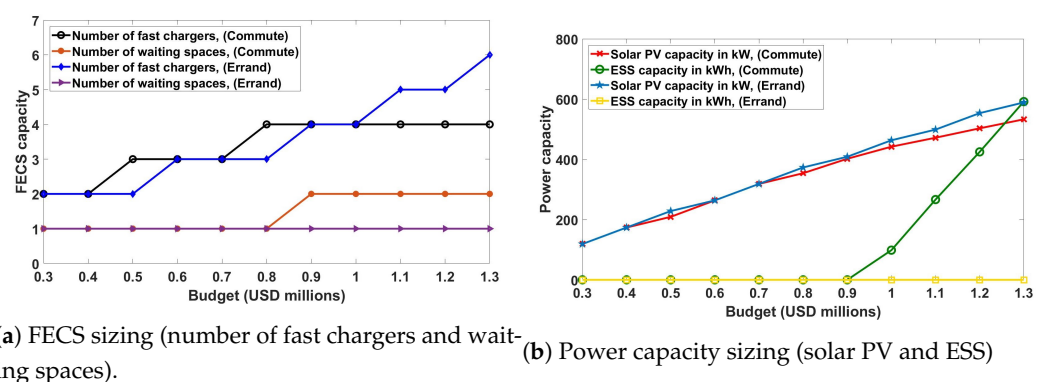 7
6
5
4
3
2
1
0
FECS capacity
Number of fast chargers, (Commute)
Number of waiting spaces, (Commute)
Number of fast chargers, (Errand)
Number of waiting spaces, (Errand)
0.3 0.4 0.5 0.6 0.7 0.8 0.9 1 1.1 1.2 1.3
Budget (USD millions)
(a) FECS sizing (number of fast chargers and wait-
ing spaces).
800
600
400
200
0
Power capacity
Solar PV capacity in kW, (Commute)
ESS capacity in kWh, (Commute)
Solar PV capacity in kW, (Errand)
ESS capacity in kWh, (Errand)
0.3 0.4 0.5 0.6 0.7 0.8 0.9 1 1.1 1.2 1.3
Budget (USD millions)
(b) Power capacity sizing (solar PV and ESS)